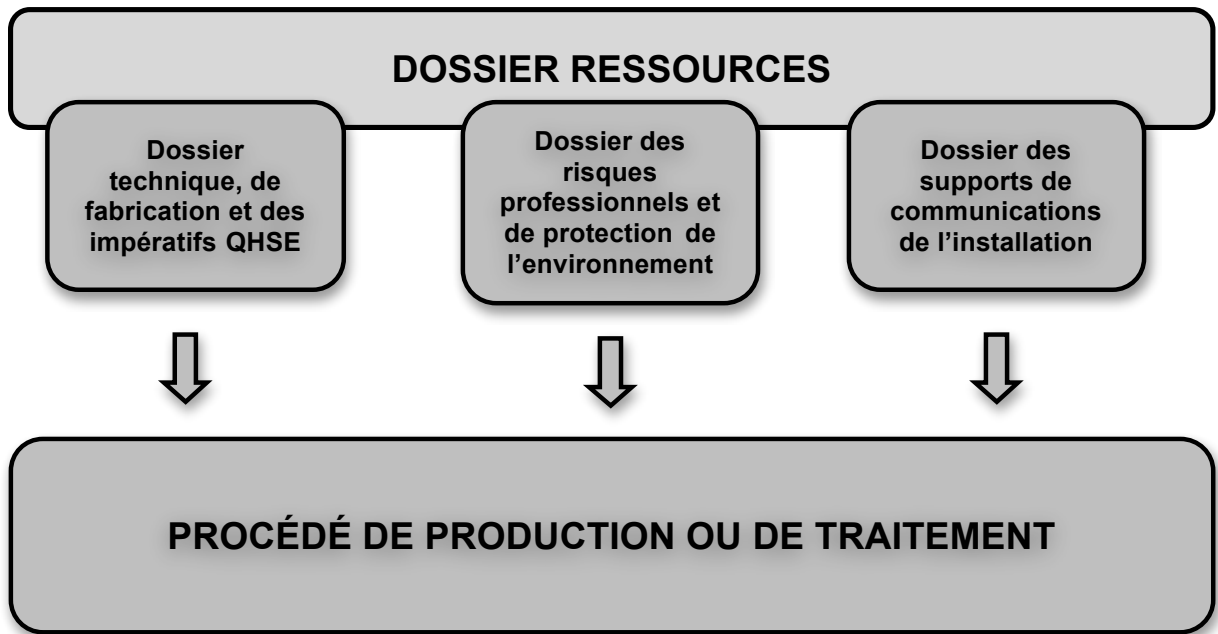 DOSSIER RESSOURCES
Dossier
technique, de
fabrication et des
impératifs QHSE
Dossier des
risques
professionnels et
de protection de
l’environnement
Dossier des
supports de
communications
de l’installation
PROCÉDÉ DE PRODUCTION OU DE TRAITEMENT